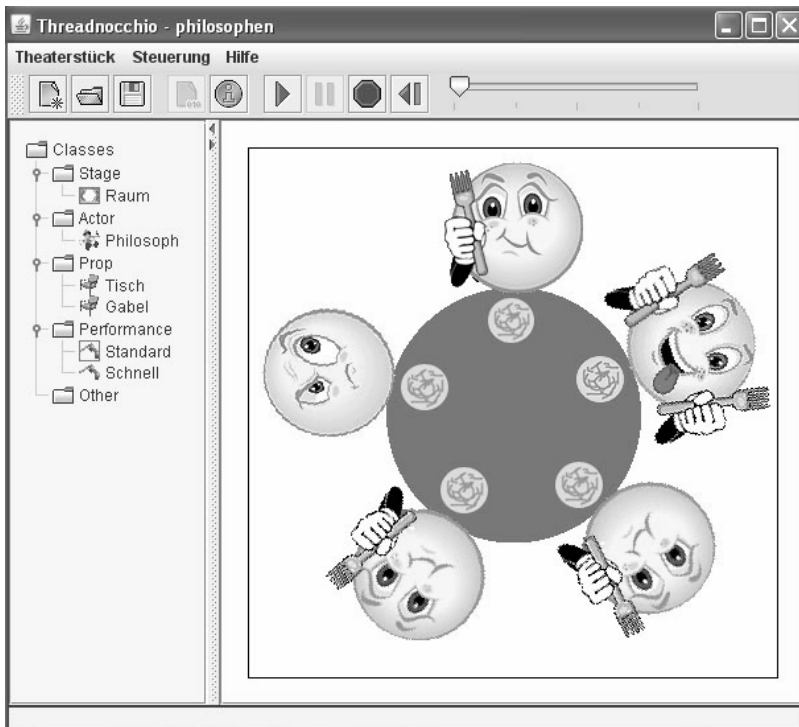 Threadnocchio - philosophen
Theaterstück Steuerung Hilfe
Classes
Stage
Raum
Actor
Philosoph
Prop
Tisch
Gabel
Performance
Standard
Schnell
Other